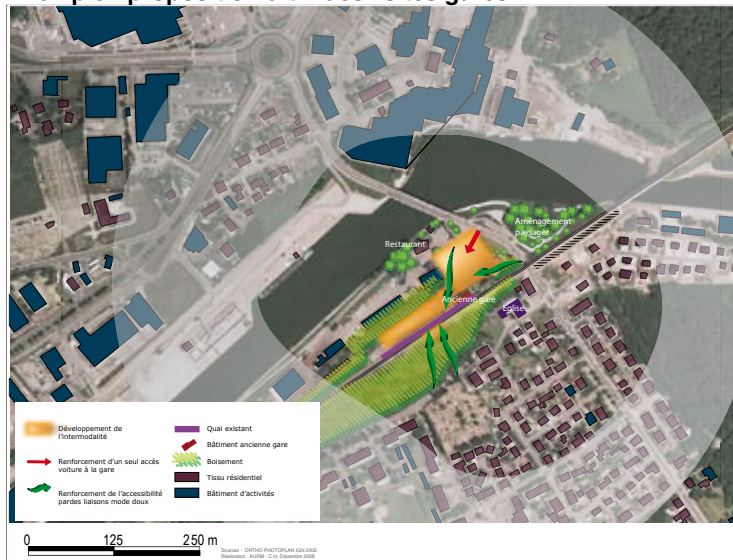 Restaurant
Aménagement
paysager
Ancienne gare
Eglise
Développement de
l'intermodalité
Renforcement d'un seul accès
voiture à la gare
Renforcement de l'accessibilité
pardes liaisons mode doux
Quai existant
Bâtiment ancienne gare
Boisement
Tissu résidentiel
Bâtiment d'activités
0 125 250 m
Sources : ORTHO PHOTOPLAN IGN 2002
Réalisation : AURM - C.H. Décembre 2008